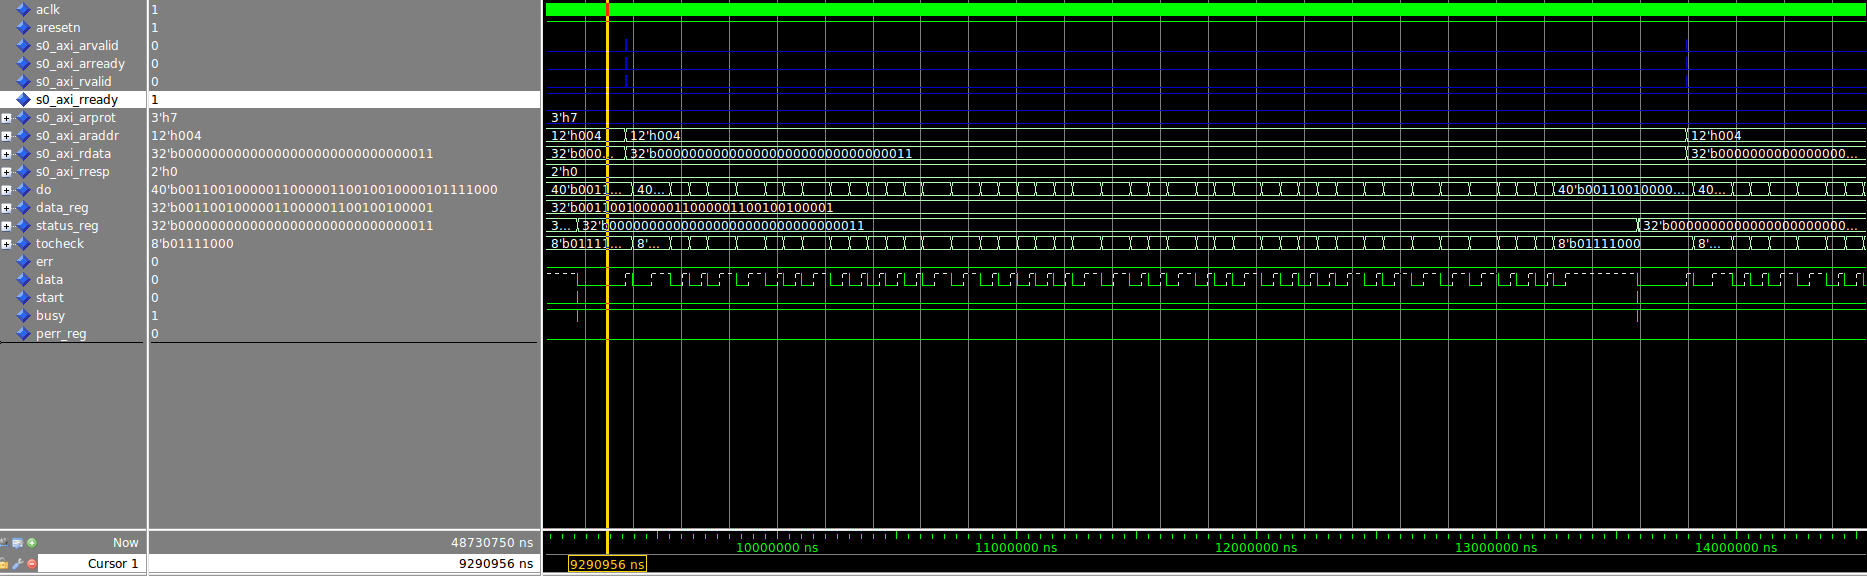 aclk 1
aresetn 1
s0_axi_arvalid 0
s0_axi_arready 0
s0_axi_rvalid 0
s0_axi_rready 1
s0_axi_arprot 3'h7 3'h7
s0_axi_araddr 12'h004 12'h004 12'h004 12'h004
s0_axi_rdata 32'b00000000000000000000000000000011 32'b000... 32'b00000000000000000000000000000011 32'b0000000000000000...
s0_axi_rresp 2'h0 2'h0
do 40'b0011001000001100000110010010000101111000 40'b0011... 40... 40'b00110010000... 40...
data_reg 32'b00110010000011000001100100100001 32'b00110010000011000001100100100001
status_reg 32'b00000000000000000000000000000011 3... 32'b00000000000000000000000000000011 32'b0000000000000000000...
tocheck 8'b01111000 8'b01111... 8'... 8'b01111000 8'...
err 0
data 0
start 0
busy 1
perr_reg 0
Now 48730750 ns 10000000 ns 11000000 ns 12000000 ns 13000000 ns 14000000 ns
Cursor 1 9290956 ns 9290956 ns